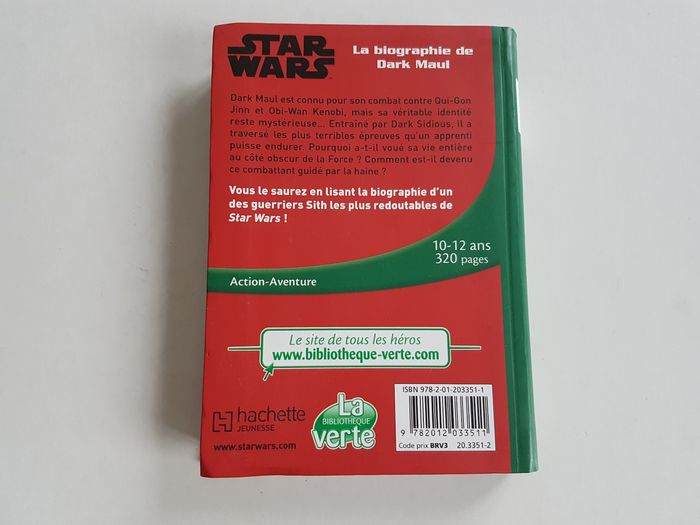 STAR
WARS
La biographie de
Dark Maul
Dark Maul est connu pour son combat contre Qui-Gon
Jinn et Obi-Wan Kenobi, mais sa véritable identité
reste mystérieuse... Entraîné par Dark Sidious, il a
traversé les plus terribles épreuves qu'un apprenti
puisse endurer. Pourquoi a-t-il voué sa vie entière
au côté obscur de la Force ? Comment est-il devenu
ce combattant guidé par la haine ?
Vous le saurez en lisant la biographie d'un
des guerriers Sith les plus redoutables de
Star Wars !
10-12 ans
320 pages
Action-Aventure
Le site de tous les héros
www.bibliotheque-verte.com
hachette
JEUNESSE
www.starwars.com
La
BIBLIOTHÈQUE
verte
ISBN 978-2-01-203351-1
9 782012 033511
Code prix BRV3 20.3351-2